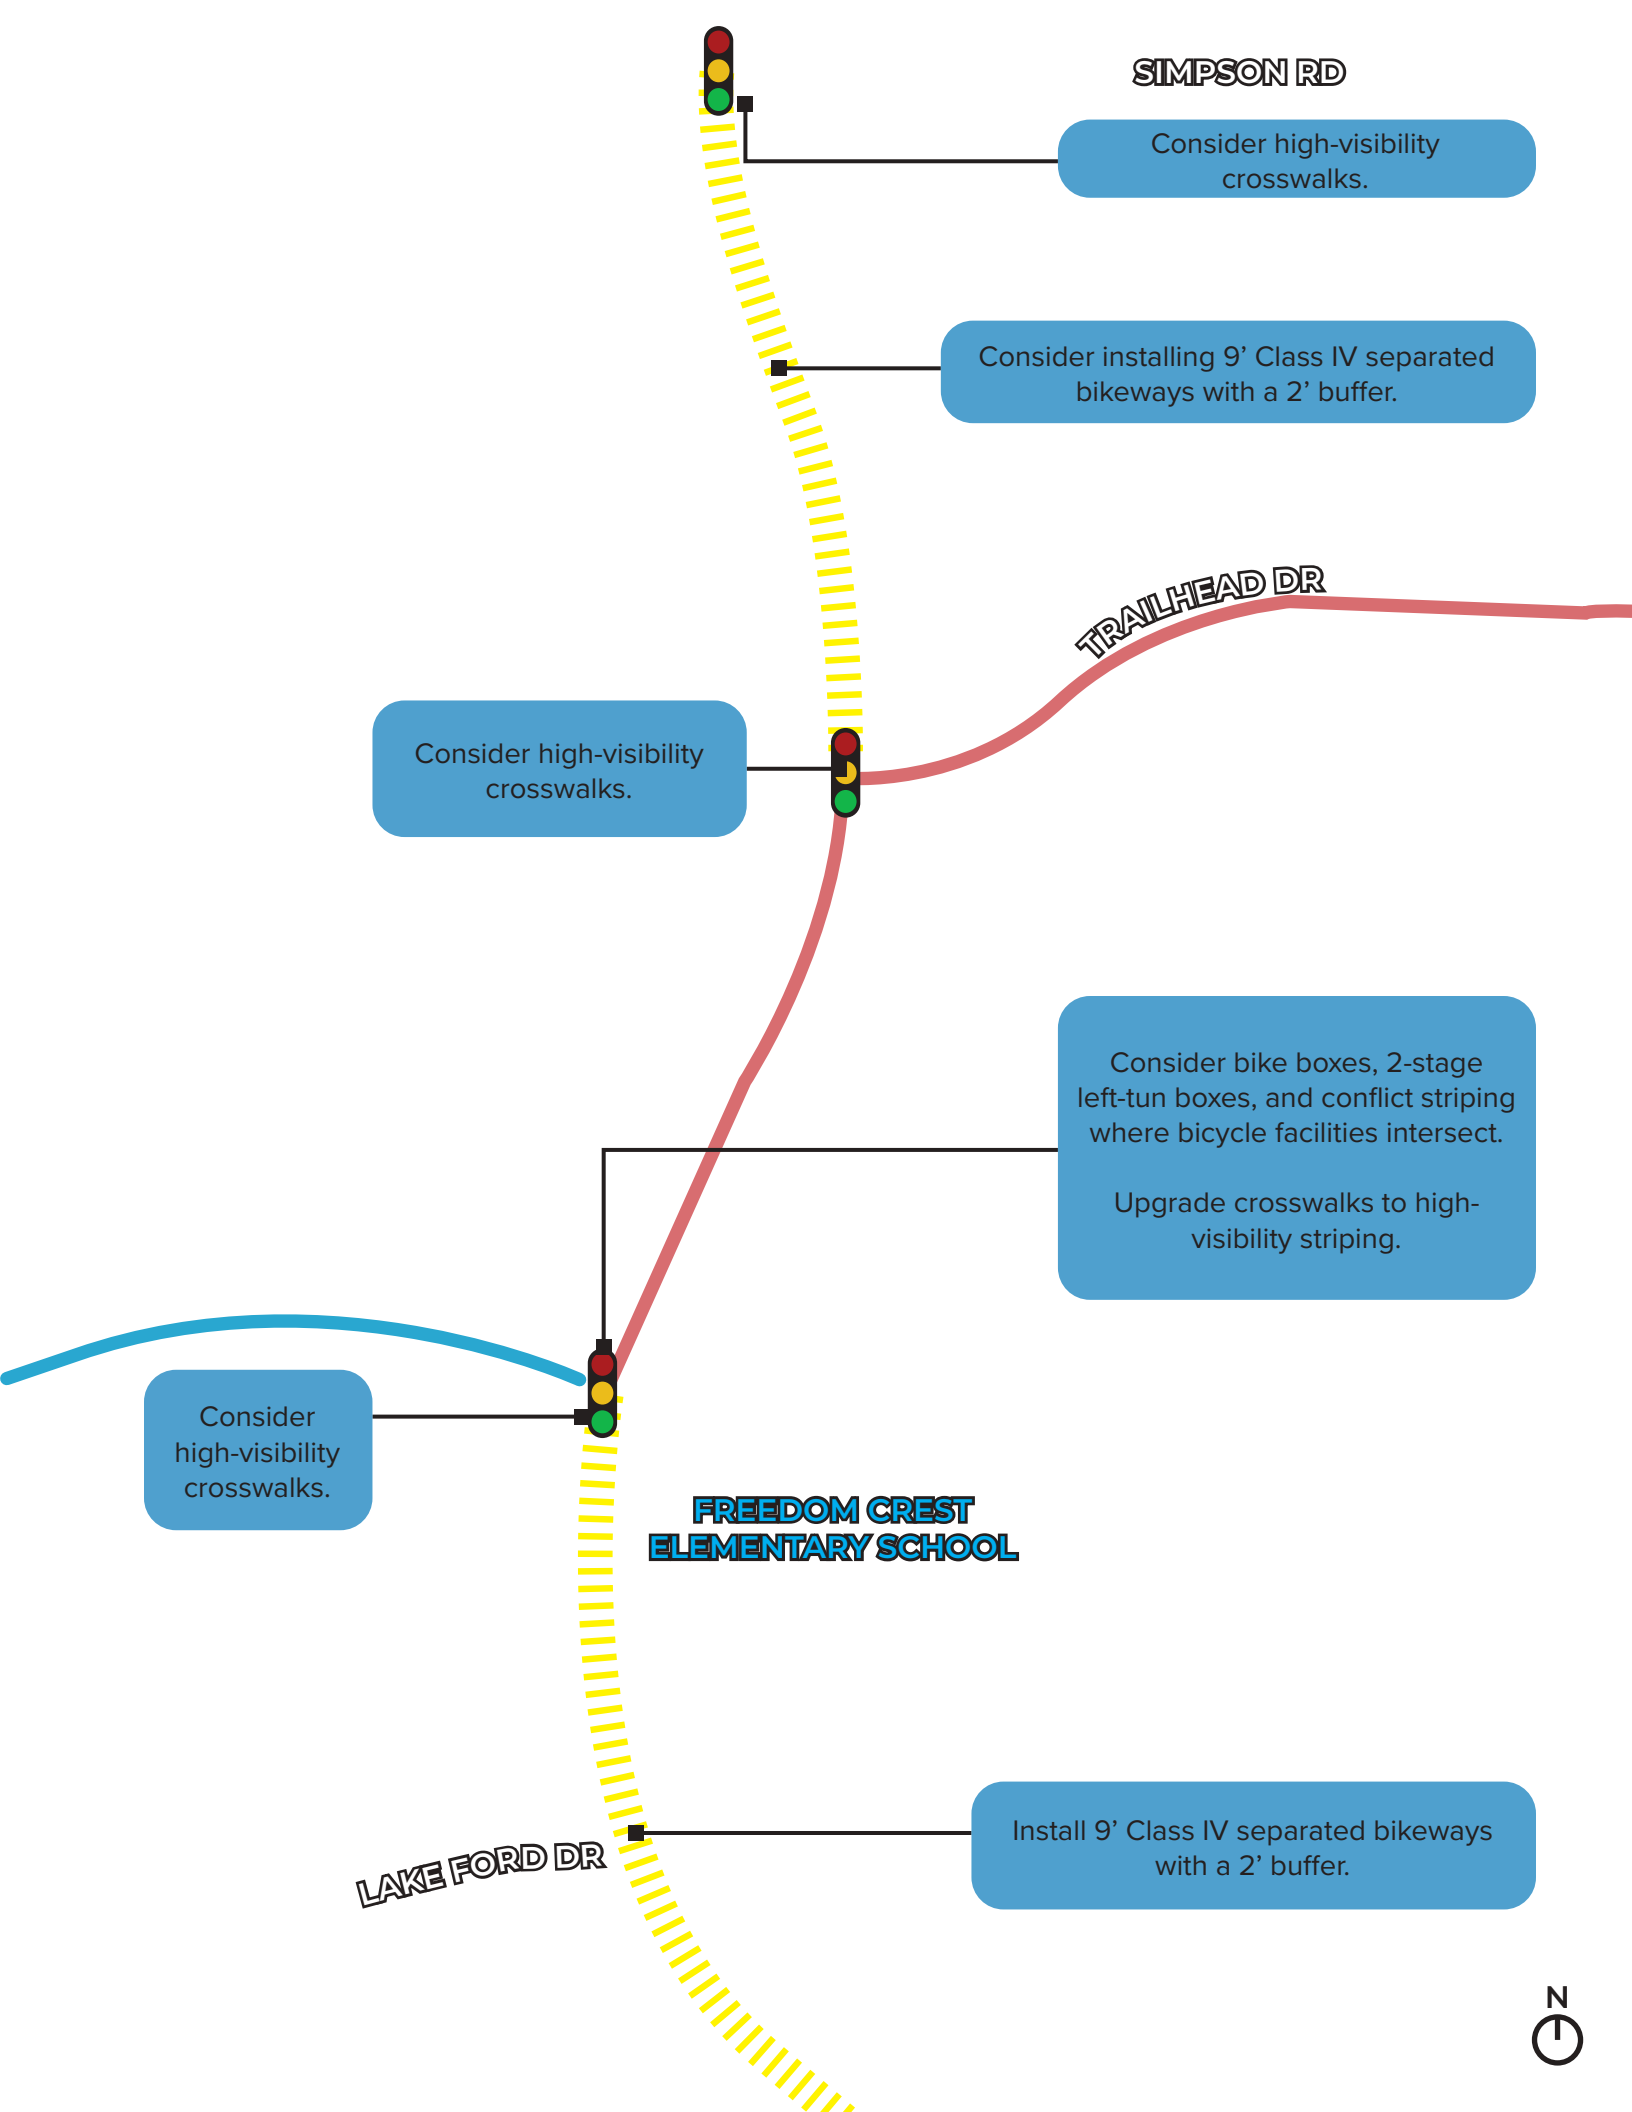 SIMPSON RD
Consider high-visibility
crosswalks.
Consider installing 9’ Class IV separated
bikeways with a 2’ buffer.
TRAILHEAD DR
Consider high-visibility
crosswalks.
Consider bike boxes, 2-stage
left-tun boxes, and conflict striping
where bicycle facilities intersect.
Upgrade crosswalks to high-
visibility striping.
Consider
high-visibility
crosswalks.
FREEDOM CREST
ELEMENTARY SCHOOL
Install 9’ Class IV separated bikeways
with a 2’ buffer.
LAKE FORD DR
N